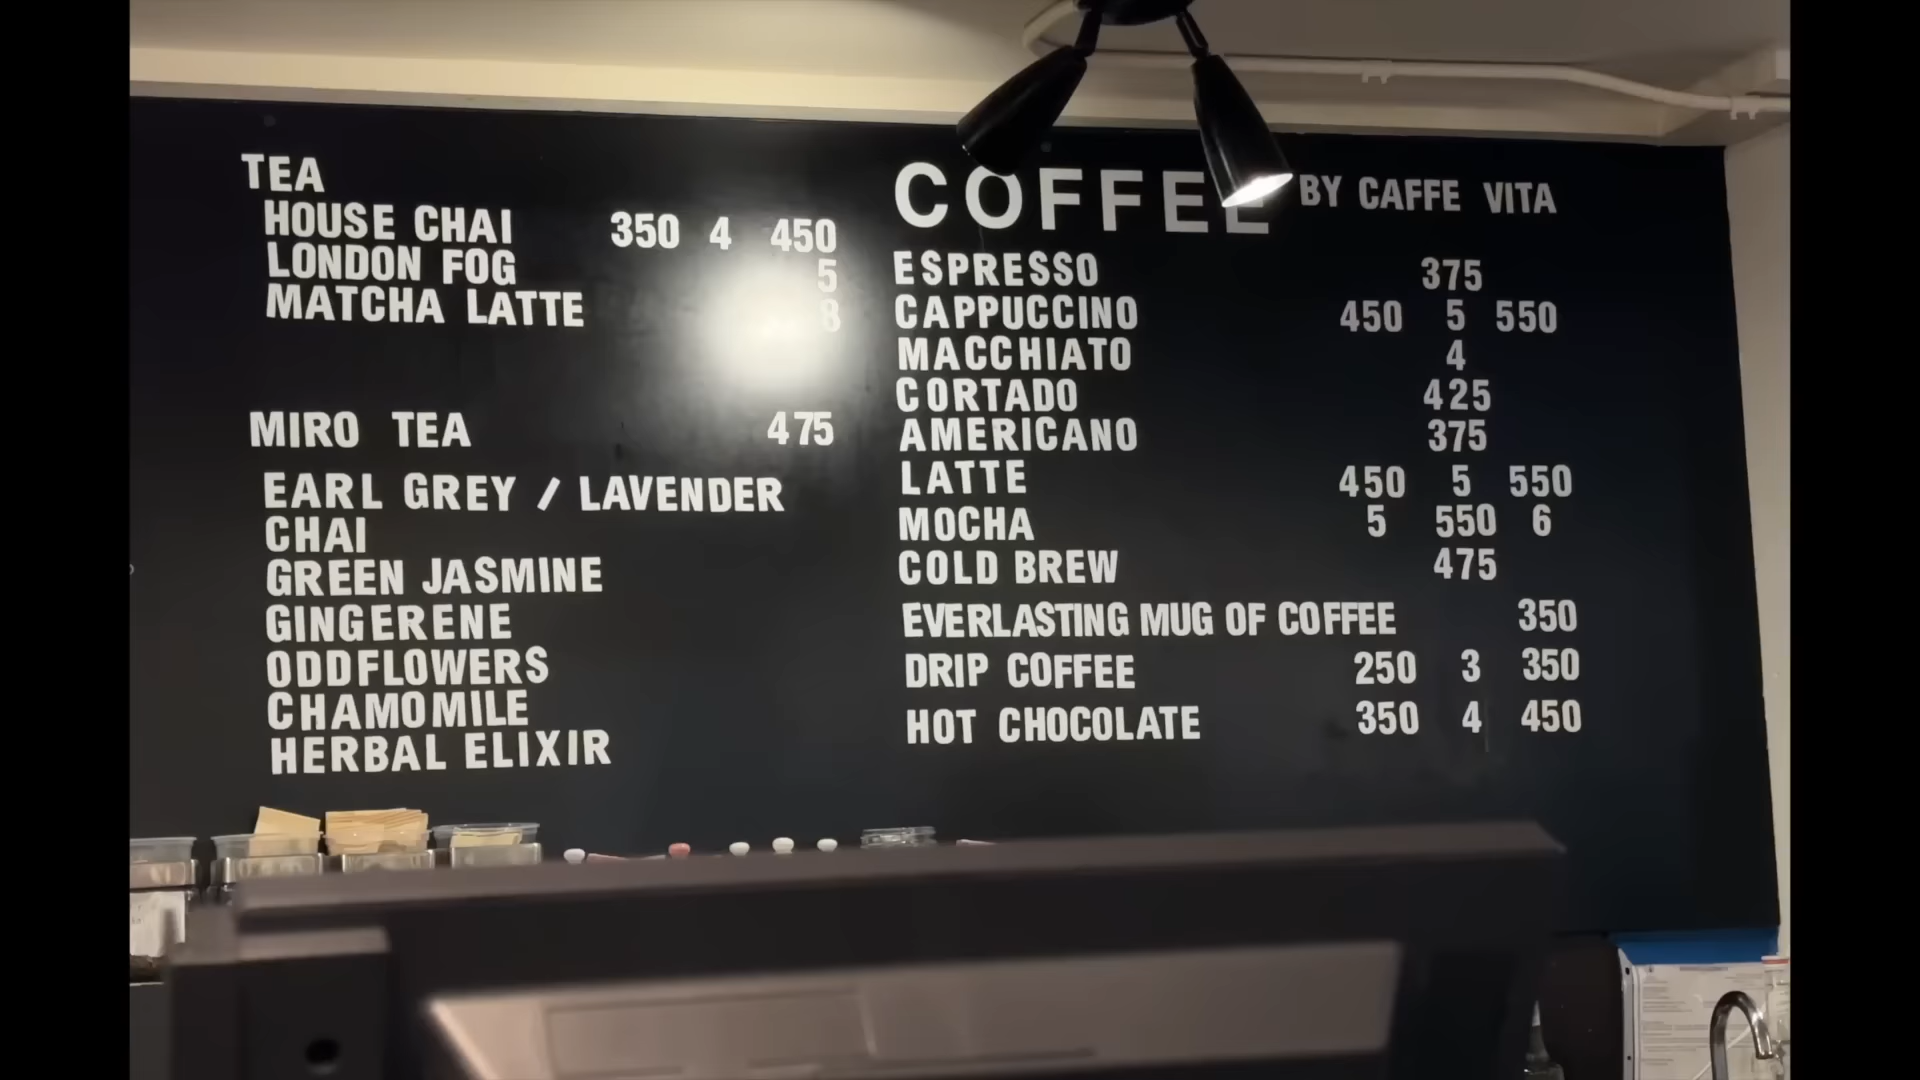 TEA
HOUSE CHAI 350 4 450
LONDON FOG 5
MATCHA LATTE 8
MIRO TEA 475
EARL GREY / LAVENDER
CHAI
GREEN JASMINE
GINGERENE
ODDFLOWERS
CHAMOMILE
HERBAL ELIXIR
COFFEE BY CAFFE VITA
ESPRESSO 375
CAPPUCCINO 450 5 550
MACCHIATO 4
CORTADO 425
AMERICANO 375
LATTE 450 5 550
MOCHA 5 550 6
COLD BREW 475
EVERLASTING MUG OF COFFEE 350
DRIP COFFEE 250 3 350
HOT CHOCOLATE 350 4 450